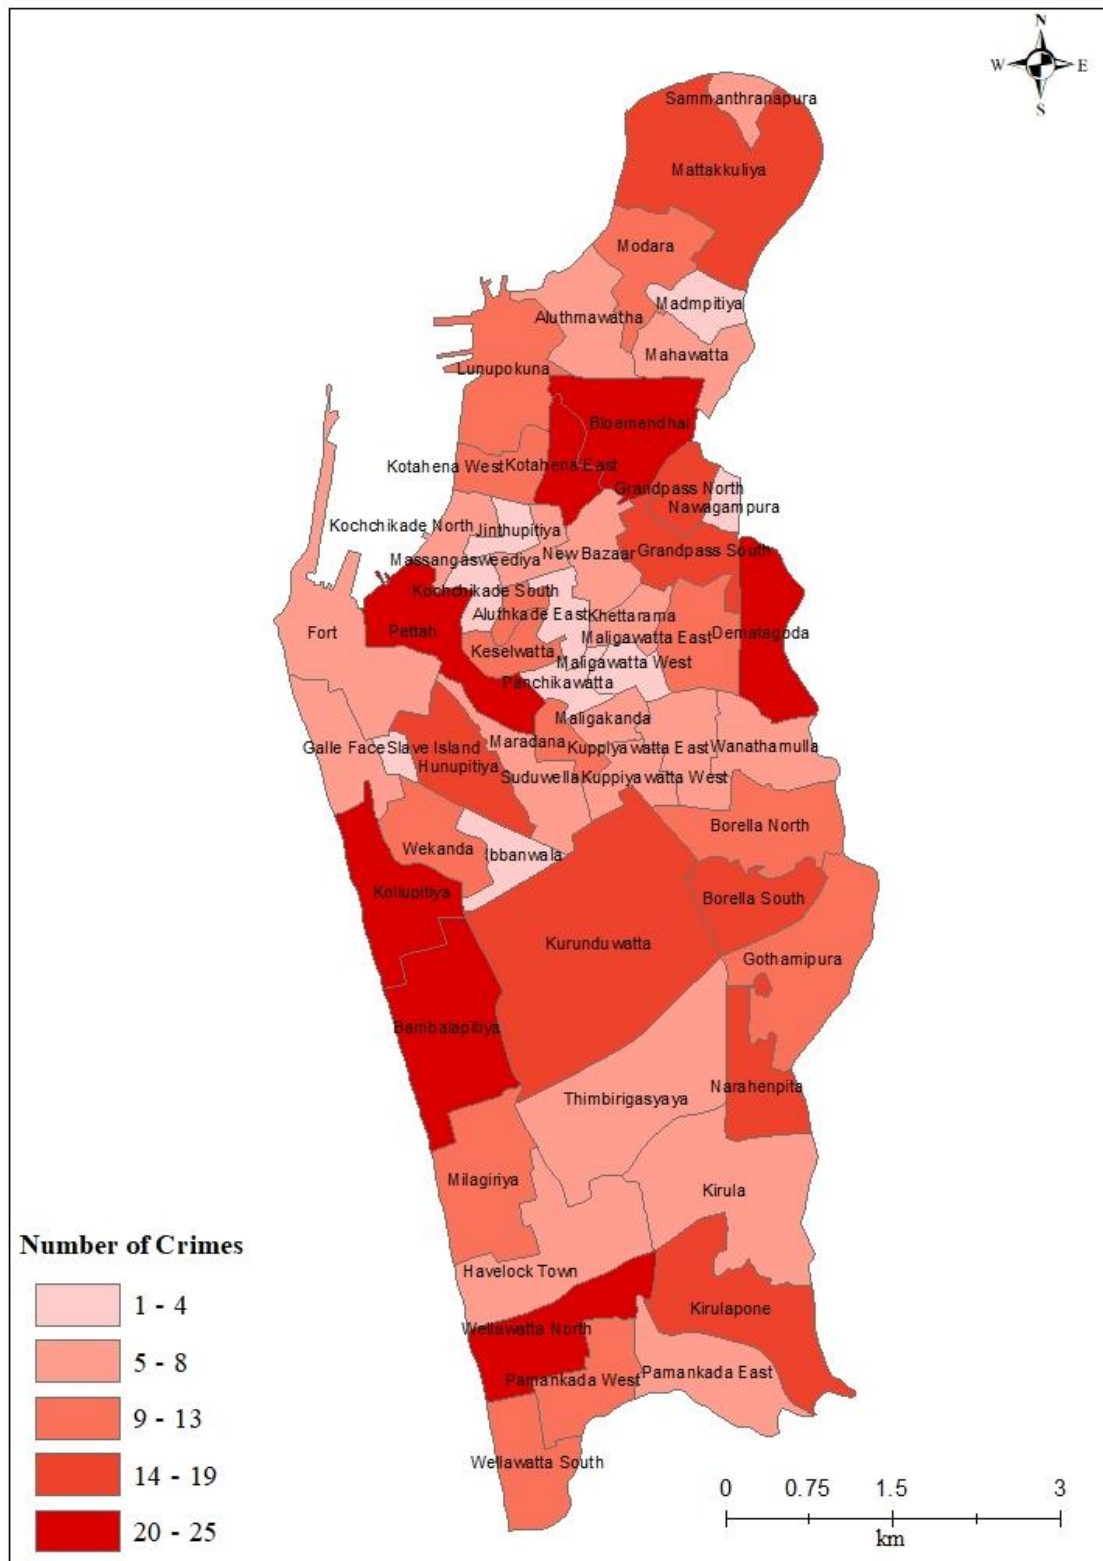 N
W E
S
Sammanthranapura
Mattakkuliya
Modara
Madmpitiya
Aluthmawatha
Mahawatta
Lunupokuna
Bloemendhal
Kotahena West
Kotahena East
Grandpass North
Nawagampura
Kochchikade North
Jinthupitiya
New Bazaar
Grandpass South
Massangasweediya
Kochchikade South
Aluthkade East
Khettarama
Fort
Pettah
Maligawatta East
Dematagoda
Keselwatta
Maligawatta West
Panchikawatta
Maligakanda
Galle Face
Slave Island
Maradana
Kuppiyawatta East
Wanathamulla
Hunupitiya
Suduwella
Kuppiyawatta West
Borella North
Wekanda
Ibbanwala
Kollupitiya
Borella South
Kurunduwatta
Gothamipura
Bambalapitiya
Narahenpita
Thimbirigasyaya
Milagiriya
Kirula
Havelock Town
Kirulapone
Wellawatta North
Pamankada West
Pamankada East
Wellawatta South
Number of Crimes
1 - 4
5 - 8
9 - 13
14 - 19
20 - 25
0 0.75 1.5 3
km